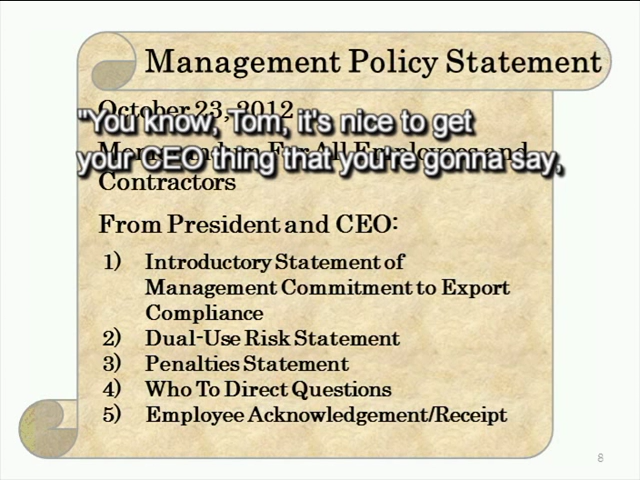 Management Policy Statement
October 23, 2012
"You know, Tom, it's nice to get
Memorandum For All Employees and
your CEO thing that you're gonna say,
Contractors
From President and CEO:
1) Introductory Statement of
Management Commitment to Export
Compliance
2) Dual-Use Risk Statement
3) Penalties Statement
4) Who To Direct Questions
5) Employee Acknowledgement/Receipt
8